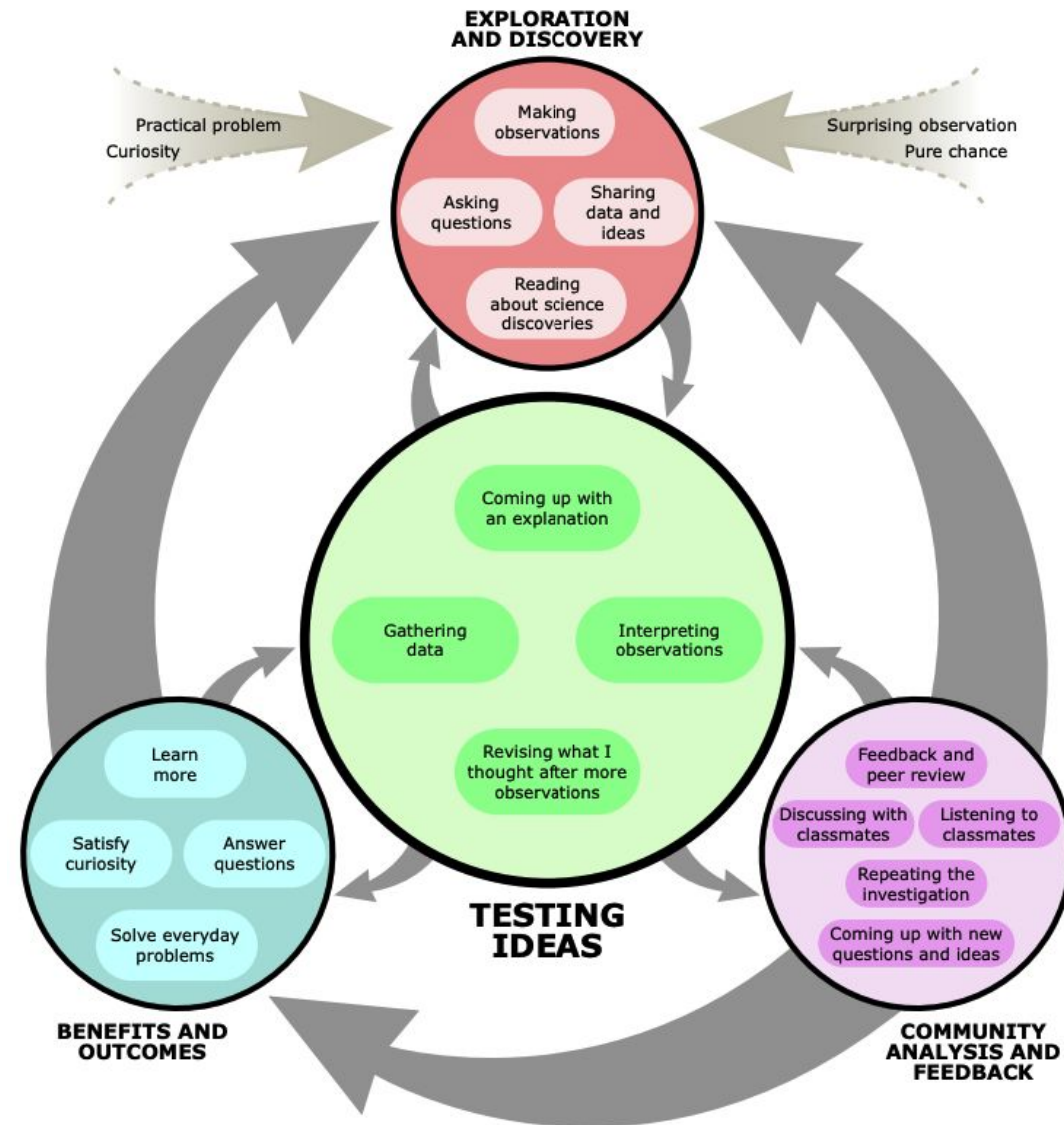 EXPLORATION
AND DISCOVERY
Practical problem
Curiosity
Surprising observation
Pure chance
Making
observations
Asking
questions
Sharing
data and
ideas
Reading
about science
discoveries
Coming up with
an explanation
Gathering
data
Interpreting
observations
Revising what I
thought after more
observations
TESTING
IDEAS
Learn
more
Satisfy
curiosity
Answer
questions
Solve everyday
problems
BENEFITS AND
OUTCOMES
Feedback and
peer review
Discussing with
classmates
Listening to
classmates
Repeating the
investigation
Coming up with new
questions and ideas
COMMUNITY
ANALYSIS AND
FEEDBACK